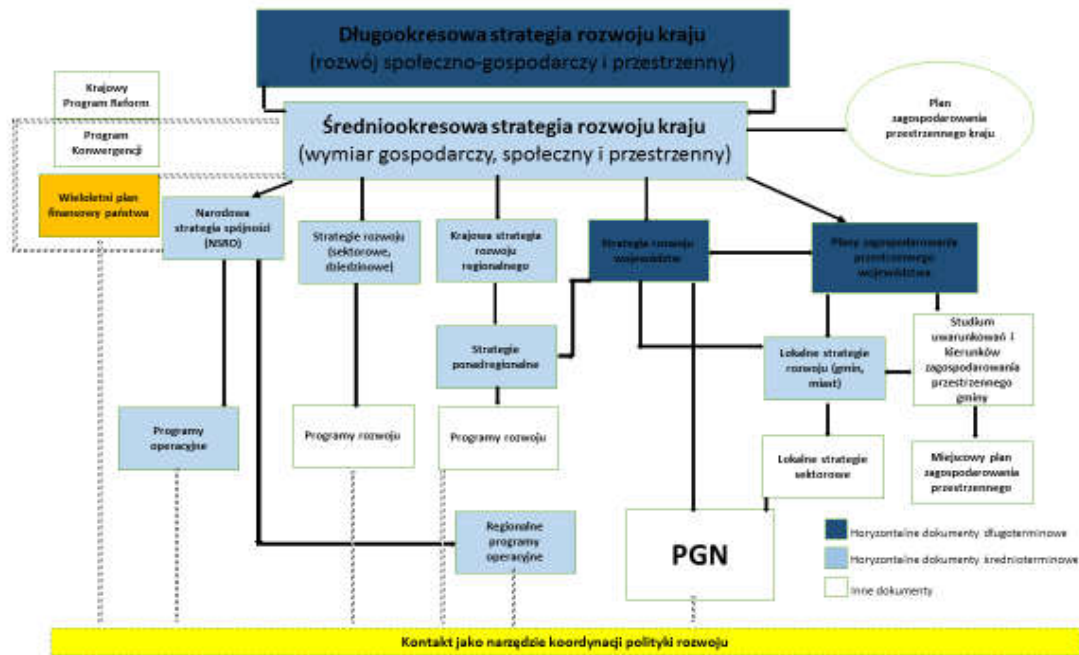 Długookresowa strategia rozwoju kraju
(rozwój społeczno-gospodarczy i przestrzenny)
Krajowy
Program Reform
Program
Konwergencji
Średniookresowa strategia rozwoju kraju
(wymiar gospodarczy, społeczny i przestrzenny)
Plan
zagospodarowania
przestrzennego kraju
Wieloletni plan
finansowy państwa
Narodowa
strategia spójności
(NSRO)
Strategie rozwoju
(sektorowe,
dziedzinowe)
Krajowa strategia
rozwoju
regionalnego
Strategie rozwoju
województw
Plany zagospodarowania
przestrzennego
województwa
Strategie
ponadregionalne
Lokalne strategie
rozwoju (gmin,
miast)
Studium
uwarunkowań i
kierunków
zagospodarowania
przestrzennego
gminy
Programy
operacyjne
Programy rozwoju
Programy rozwoju
Lokalne strategie
sektorowe
Miejscowy plan
zagospodarowania
przestrzennego
Regionalne
programy
operacyjne
PGN
Horyzontalne dokumenty długoterminowe
Horyzontalne dokumenty średnioterminowe
Inne dokumenty
Kontakt jako narzędzie koordynacji polityki rozwoju